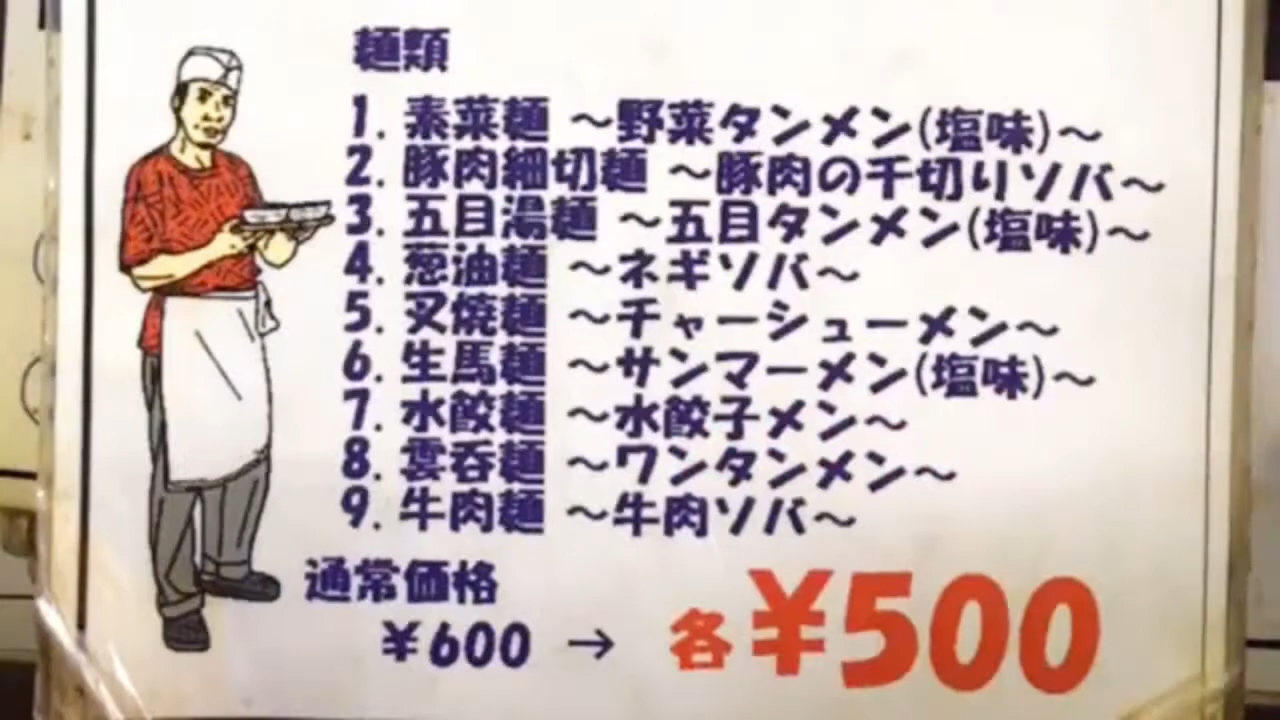 麺類
1. 素菜麺 ～野菜タンメン(塩味)～
2. 豚肉細切麺 ～豚肉の千切りソバ～
3. 五目湯麺 ～五目タンメン(塩味)～
4. 葱油麺 ～ネギソバ～
5. 叉焼麺 ～チャーシューメン～
6. 生馬麺 ～サンマーメン(塩味)～
7. 水餃麺 ～水餃子メン～
8. 雲呑麺 ～ワンタンメン～
9. 牛肉麺 ～牛肉ソバ～
通常価格
¥600 → 各¥500